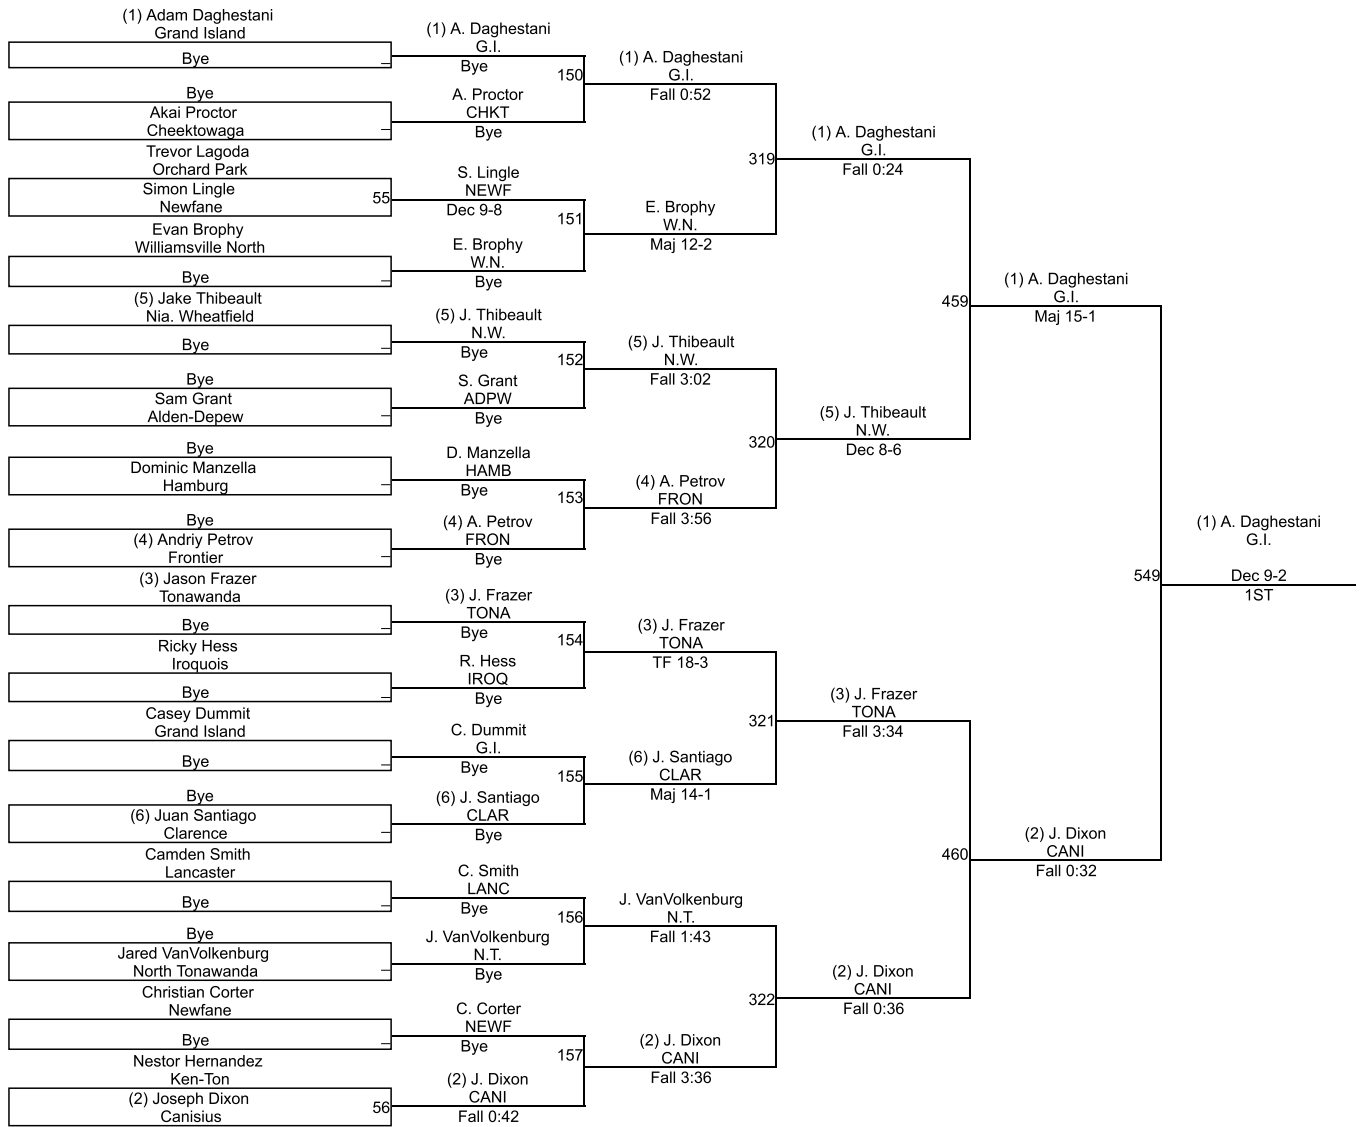 (1) Adam Daghestani
Grand Island
Bye
_
Bye
Akai Proctor
Cheektowaga
_
Trevor Lagoda
Orchard Park
Simon Lingle
Newfane
55
Evan Brophy
Williamsville North
Bye
_
(5) Jake Thibeault
Nia. Wheatfield
Bye
_
Bye
Sam Grant
Alden-Depew
_
Bye
Dominic Manzella
Hamburg
_
Bye
(4) Andriy Petrov
Frontier
_
(3) Jason Frazer
Tonawanda
Bye
_
Ricky Hess
Iroquois
Bye
_
Casey Dummit
Grand Island
Bye
_
Bye
(6) Juan Santiago
Clarence
_
Camden Smith
Lancaster
Bye
_
Bye
Jared VanVolkenburg
North Tonawanda
_
Christian Corter
Newfane
Bye
_
Nestor Hernandez
Ken-Ton
(2) Joseph Dixon
Canisius
56
(1) A. Daghestani
G.I.
Bye
150
A. Proctor
CHKT
Bye
S. Lingle
NEWF
Dec 9-8
151
E. Brophy
W.N.
Bye
(5) J. Thibeault
N.W.
Bye
152
S. Grant
ADPW
Bye
D. Manzella
HAMB
Bye
153
(4) A. Petrov
FRON
Bye
(3) J. Frazer
TONA
Bye
154
R. Hess
IROQ
Bye
C. Dummit
G.I.
Bye
155
(6) J. Santiago
CLAR
Bye
C. Smith
LANC
Bye
156
J. VanVolkenburg
N.T.
Bye
C. Corter
NEWF
Bye
157
(2) J. Dixon
CANI
Fall 0:42
(1) A. Daghestani
G.I.
Fall 0:52
319
E. Brophy
W.N.
Maj 12-2
(5) J. Thibeault
N.W.
Fall 3:02
320
(4) A. Petrov
FRON
Fall 3:56
(3) J. Frazer
TONA
TF 18-3
321
(6) J. Santiago
CLAR
Maj 14-1
J. VanVolkenburg
N.T.
Fall 1:43
322
(2) J. Dixon
CANI
Fall 3:36
(1) A. Daghestani
G.I.
Fall 0:24
459
(5) J. Thibeault
N.W.
Dec 8-6
(3) J. Frazer
TONA
Fall 3:34
460
(2) J. Dixon
CANI
Fall 0:36
(1) A. Daghestani
G.I.
Maj 15-1
549
(2) J. Dixon
CANI
Fall 0:32
(1) A. Daghestani
G.I.
Dec 9-2
1ST